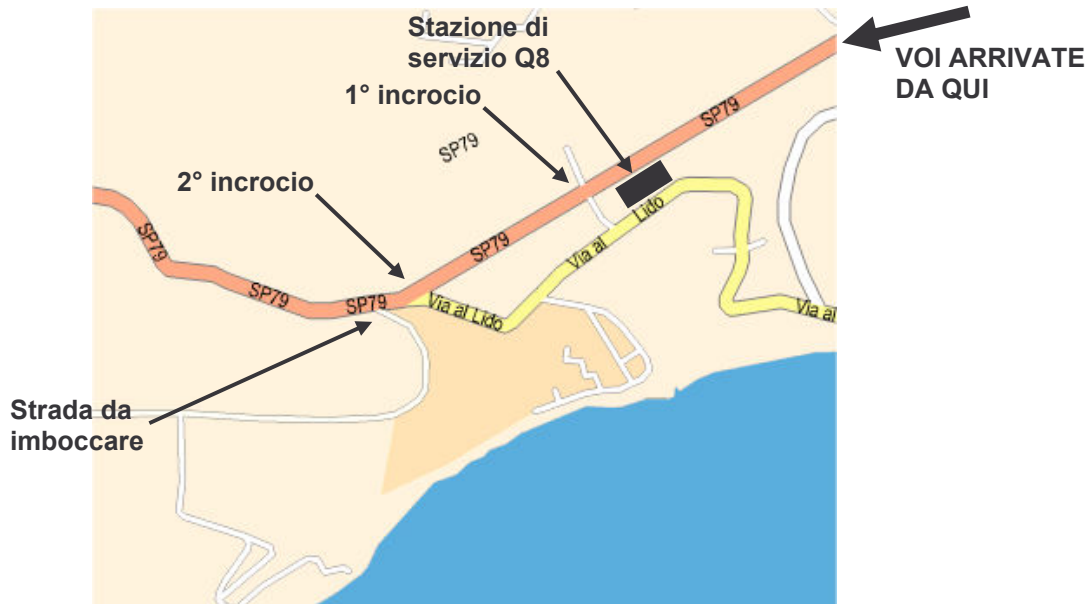 Stazione di
servizio Q8
VOI ARRIVATE
DA QUI
1° incrocio
SP79
SP79
2° incrocio
Lido
Via al
SP79
SP79
SP79
SP79
Via al Lido
Via al
Strada da
imboccare